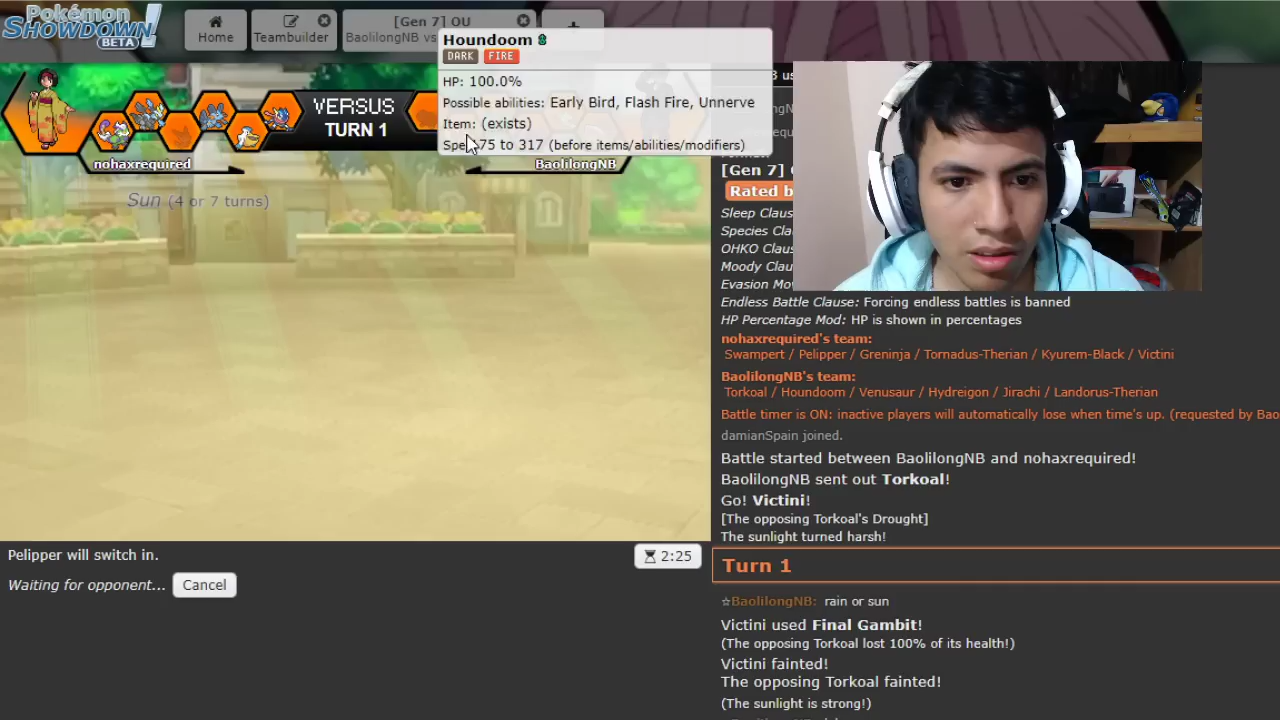 Pokémon
SHOWDOWN!
BETA
Home
Teambuilder
[Gen 7] OU
BaolilongNB vs
+
Houndoom
DARK FIRE
HP: 100.0%
Possible abilities: Early Bird, Flash Fire, Unnerve
Item: (exists)
75 to 317 (before items/abilities/modifiers)
VERSUS
TURN 1
nohaxrequired
BaolilongNB
Sun (4 or 7 turns)
Pelipper will switch in.
2:25
Waiting for opponent... Cancel
[Gen 7]
Rated b
Sleep Clause
Species Cla
OHKO Clau
Moody Clau
Evasion Mov
Endless Battle Clause: Forcing endless battles is banned
HP Percentage Mod: HP is shown in percentages
nohaxrequired's team:
Swampert / Pelipper / Greninja / Tornadus-Therian / Kyurem-Black / Victini
BaolilongNB's team:
Torkoal / Houndoom / Venusaur / Hydreigon / Jirachi / Landorus-Therian
Battle timer is ON: inactive players will automatically lose when time's up. (requested by Bao
damianSpain joined.
Battle started between BaolilongNB and nohaxrequired!
BaolilongNB sent out Torkoal!
Go! Victini!
[The opposing Torkoal's Drought]
The sunlight turned harsh!
Turn 1
☆BaolilongNB: rain or sun
Victini used Final Gambit!
(The opposing Torkoal lost 100% of its health!)
Victini fainted!
The opposing Torkoal fainted!
(The sunlight is strong!)